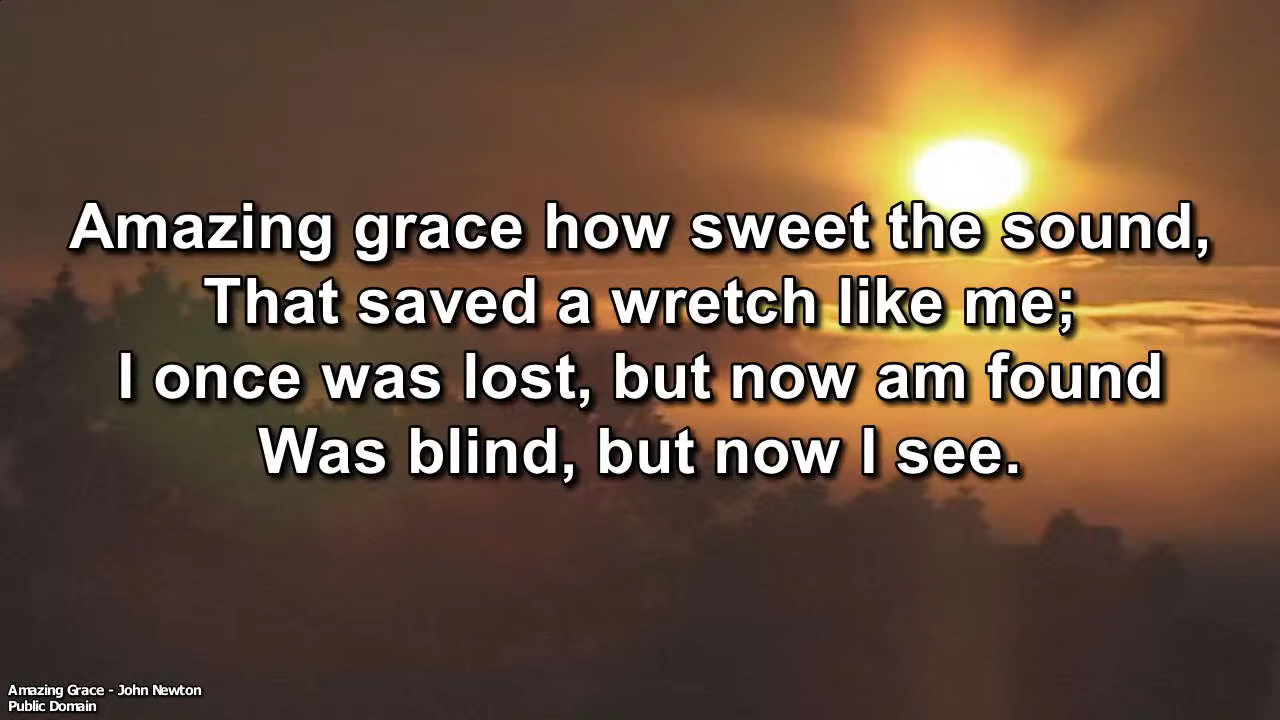 Amazing grace how sweet the sound,
That saved a wretch like me;
I once was lost, but now am found
Was blind, but now I see.
Amazing Grace - John Newton
Public Domain